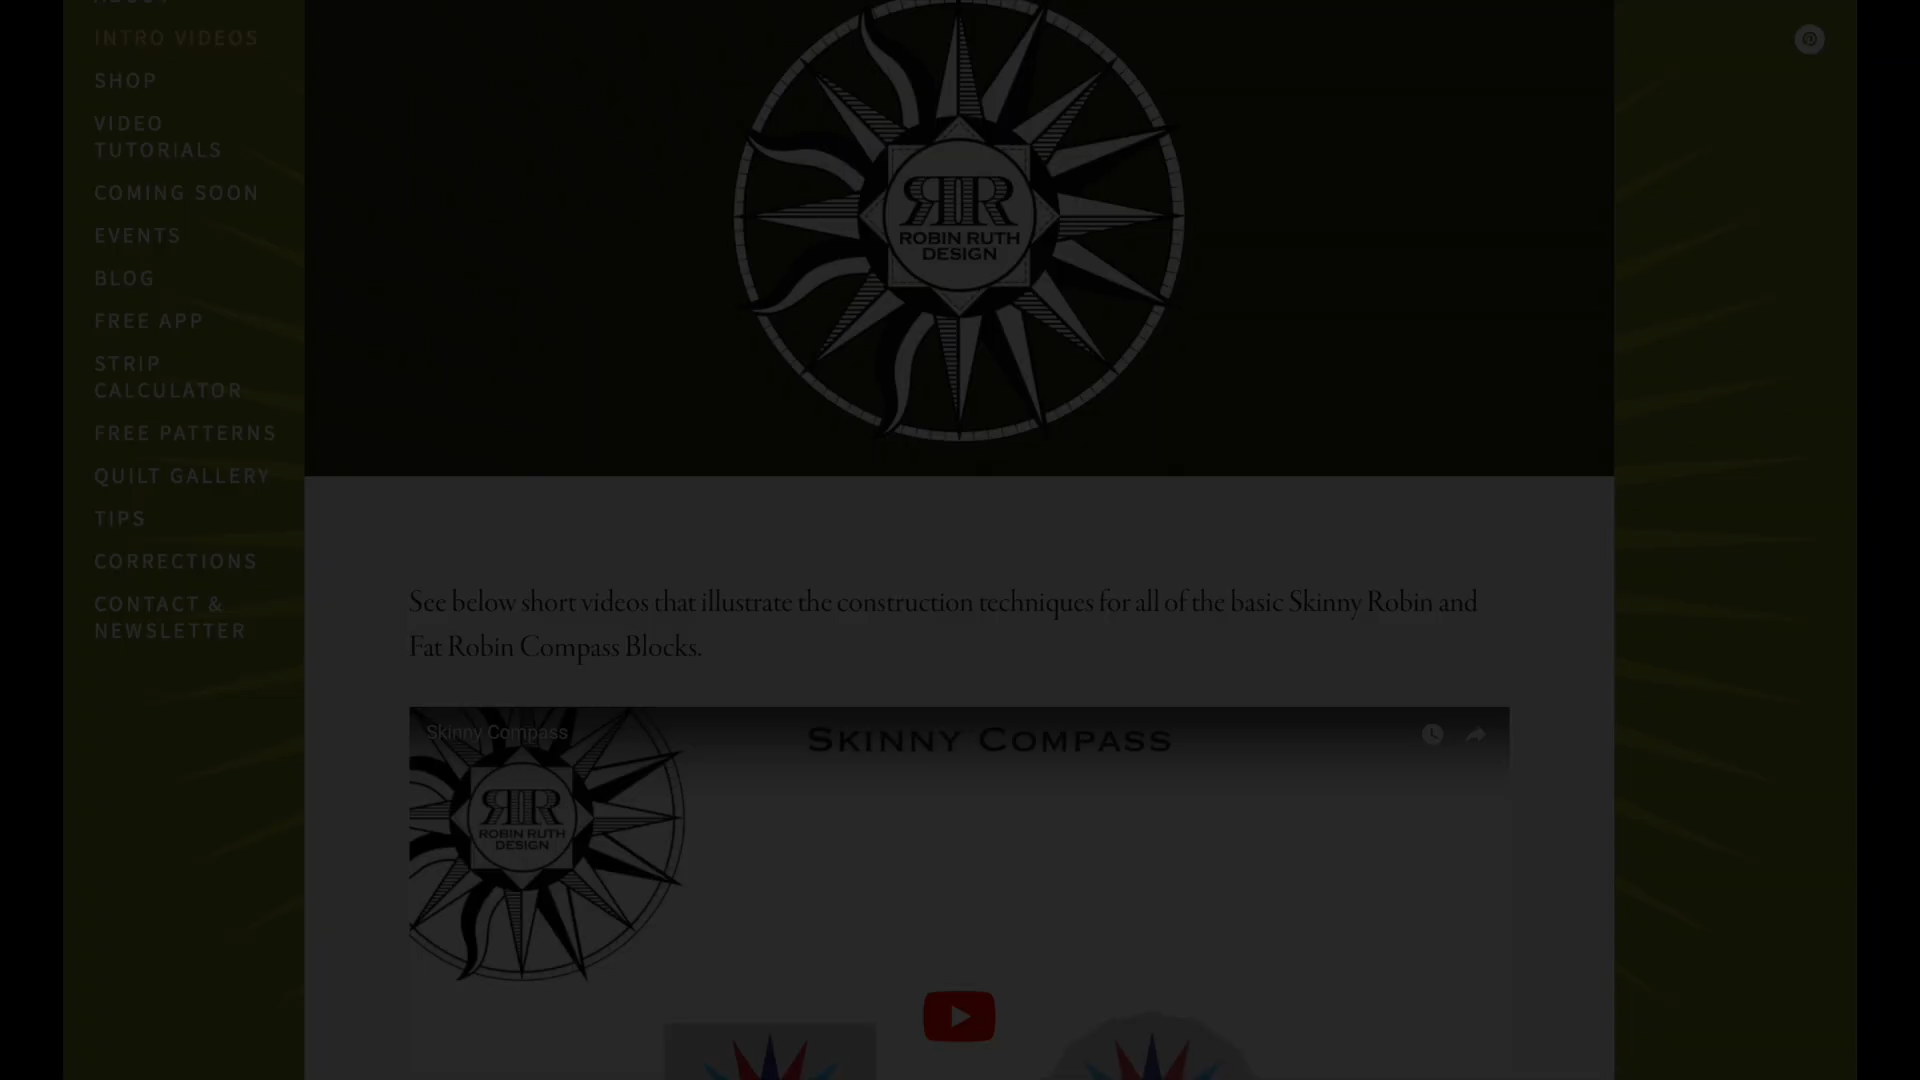 ABOUT
INTRO VIDEOS
SHOP
VIDEO
TUTORIALS
COMING SOON
EVENTS
BLOG
FREE APP
STRIP
CALCULATOR
FREE PATTERNS
QUILT GALLERY
TIPS
CORRECTIONS
CONTACT &
NEWSLETTER
RR
ROBIN RUTH
DESIGN
See below short videos that illustrate the construction techniques for all of the basic Skinny Robin and
Fat Robin Compass Blocks.
Skinny Compass
SKINNY COMPASS
RR
ROBIN RUTH
DESIGN